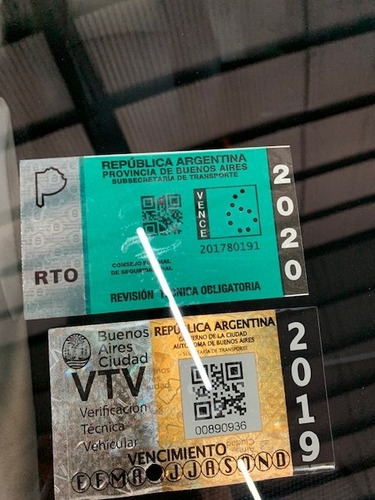 REPÚBLICA ARGENTINA
PROVINCIA DE BUENOS AIRES
SUBSECRETARÍA DE TRANSPORTE
P
VENCE
2020
201780191
RTO
REVISIÓN TÉCNICA OBLIGATORIA
Buenos
Aires
Ciudad
REPÚBLICA ARGENTINA
GOBIERNO DE LA CIUDAD
AUTÓNOMA DE BUENOS AIRES
VTV
Verificación
Técnica
Vehicular
2019
00890936
VENCIMIENTO
E F M A J J A S O N D